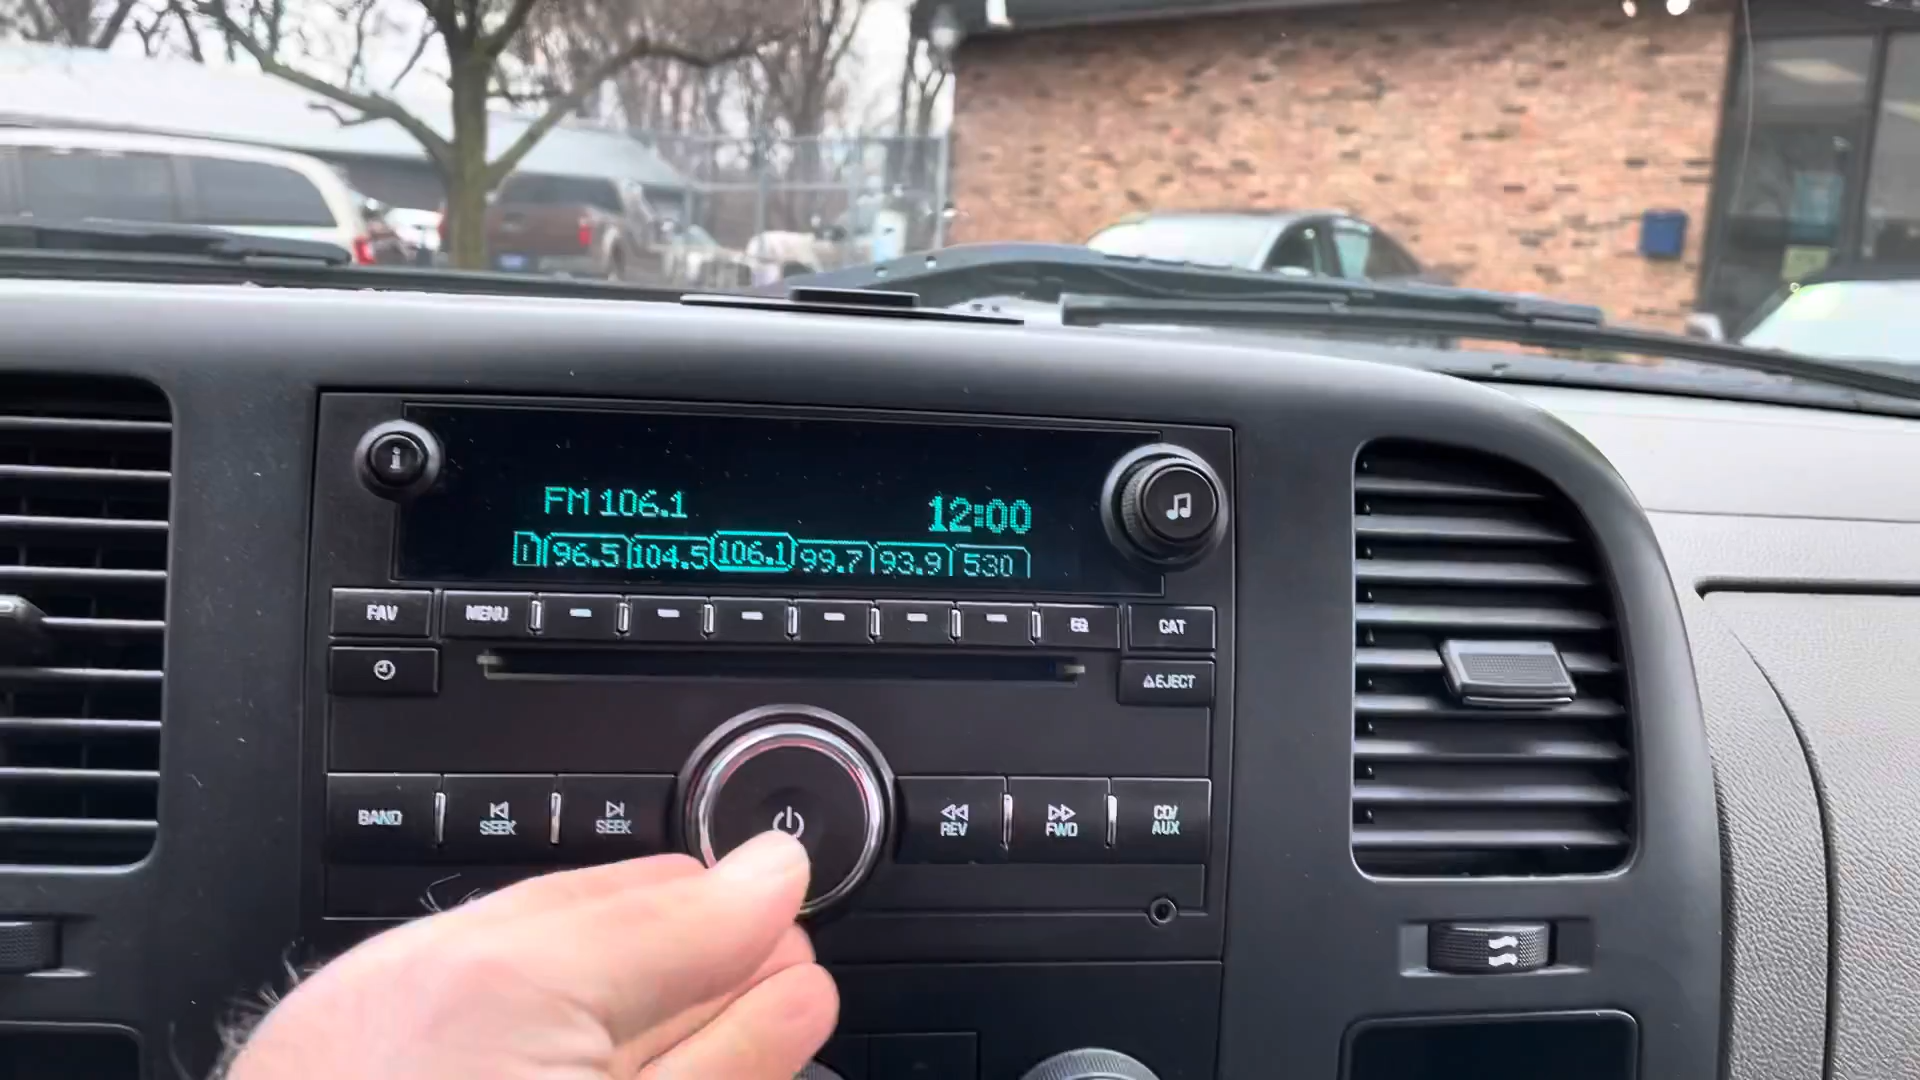 FM 106.1 12:00
1 96.5 104.5 106.1 99.7 93.9 530
FAV MENU EQ CAT
EJECT
BAND SEEK SEEK REV FWD CD/
AUX